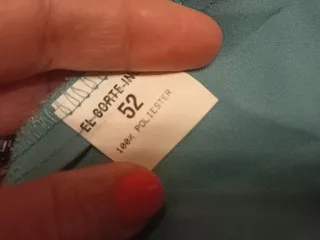 EL CORTE IN
52
100% POLIESTER